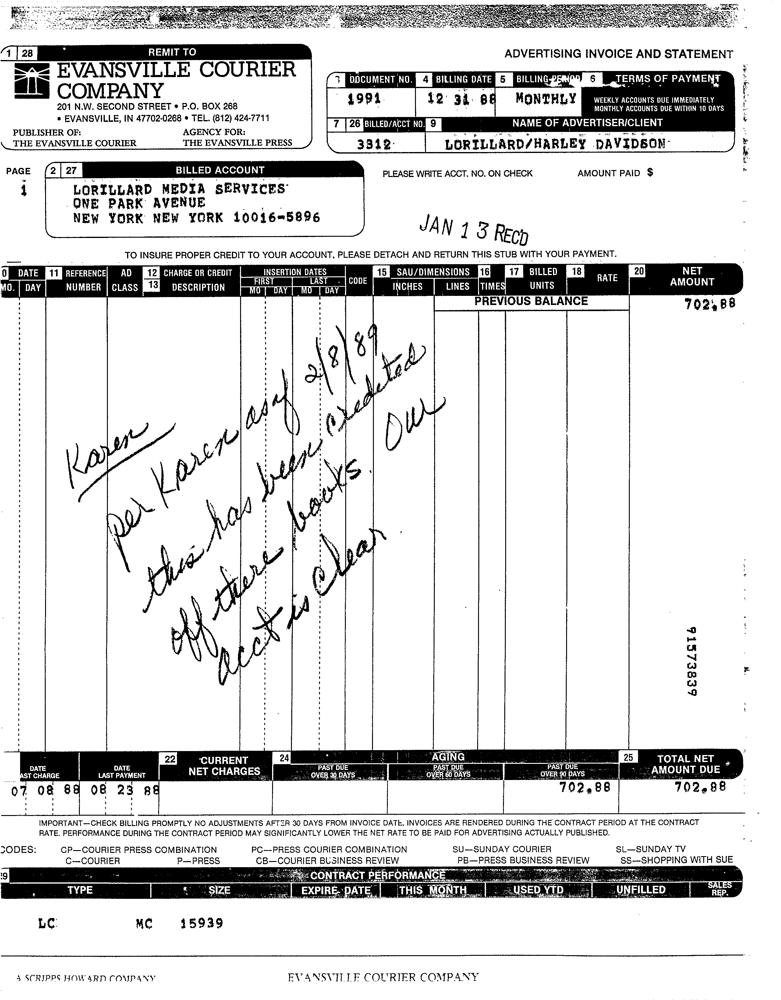 ADVERTISING INVOICE AND STATEMENT
1 28 REMIT TO
EVANSVILLE COURIER
COMPANY
201 N.W. SECOND STREET • P.O. BOX 268
• EVANSVILLE, IN 47702-0268 • TEL. (812) 424-7711
PUBLISHER OF: AGENCY FOR:
THE EVANSVILLE COURIER THE EVANSVILLE PRESS
3 DOCUMENT NO. 4 BILLING DATE 5 BILLING PERIOD 6 TERMS OF PAYMENT
1991 12 31 88 MONTHLY WEEKLY ACCOUNTS DUE IMMEDIATELY
MONTHLY ACCOUNTS DUE WITHIN 10 DAYS
7 26 BILLED/ACCT NO. 9 NAME OF ADVERTISER/CLIENT
3312 LORILLARD/HARLEY DAVIDSON
PAGE 2 27 BILLED ACCOUNT
1
LORILLARD MEDIA SERVICES
ONE PARK AVENUE
NEW YORK NEW YORK 10016-5896
PLEASE WRITE ACCT. NO. ON CHECK AMOUNT PAID $
JAN 13 REC'D
TO INSURE PROPER CREDIT TO YOUR ACCOUNT, PLEASE DETACH AND RETURN THIS STUB WITH YOUR PAYMENT.
0 DATE 11 REFERENCE AD 12 CHARGE OR CREDIT INSERTION DATES 15 SAU/DIMENSIONS 16 17 BILLED 18 RATE 20 NET
MO. DAY NUMBER CLASS 13 DESCRIPTION FIRST LAST CODE INCHES LINES TIMES UNITS AMOUNT
MO DAY MO DAY
PREVIOUS BALANCE 702.88
Karen
per Karen as of 2/8/89
this has been credited
off there books. Our
acct is clear
91573839
22 CURRENT NET CHARGES 24 AGING 25 TOTAL NET AMOUNT DUE
DATE AST CHARGE DATE LAST PAYMENT PAST DUE OVER 30 DAYS PAST DUE OVER 60 DAYS PAST DUE OVER 90 DAYS
07 08 88 08 23 88 702.88 702.88
IMPORTANT—CHECK BILLING PROMPTLY NO ADJUSTMENTS AFTER 30 DAYS FROM INVOICE DATE. INVOICES ARE RENDERED DURING THE CONTRACT PERIOD AT THE CONTRACT
RATE. PERFORMANCE DURING THE CONTRACT PERIOD MAY SIGNIFICANTLY LOWER THE NET RATE TO BE PAID FOR ADVERTISING ACTUALLY PUBLISHED.
CODES: CP—COURIER PRESS COMBINATION PC—PRESS COURIER COMBINATION SU—SUNDAY COURIER SL—SUNDAY TV
C—COURIER P—PRESS CB—COURIER BUSINESS REVIEW PB—PRESS BUSINESS REVIEW SS—SHOPPING WITH SUE
29 CONTRACT PERFORMANCE
TYPE SIZE EXPIRE DATE THIS MONTH USED YTD UNFILLED SALES REP.
LC MC 15939
A SCRIPPS HOWARD COMPANY EVANSVILLE COURIER COMPANY